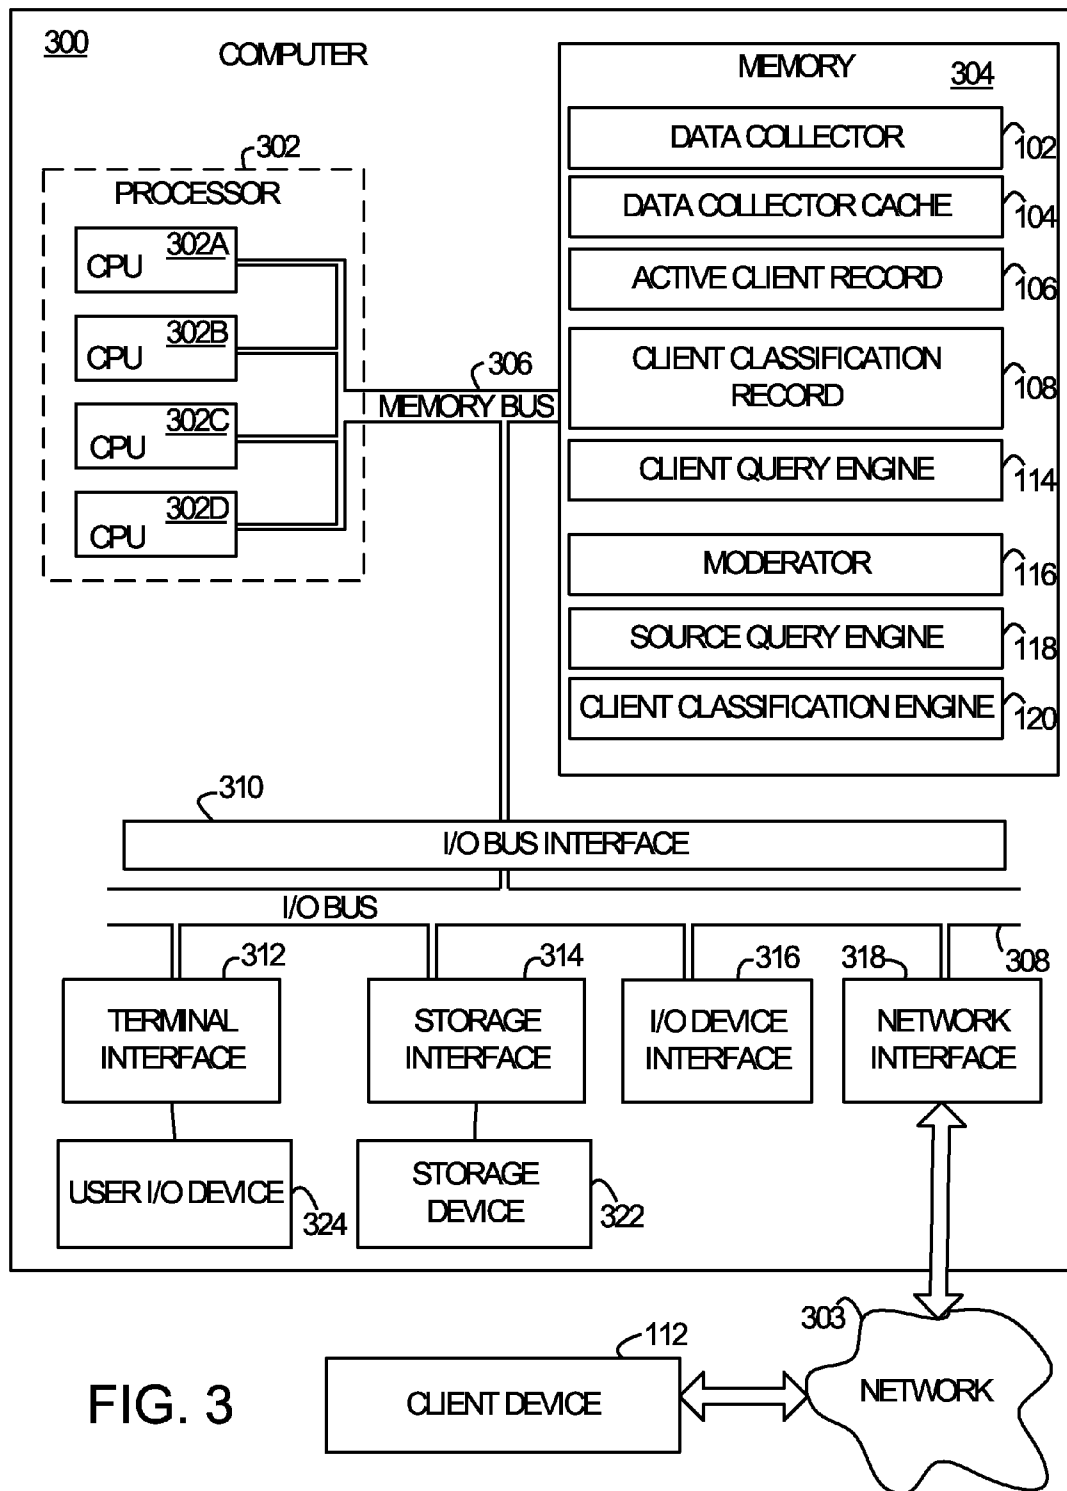 300
COMPUTER
MEMORY
304
DATA COLLECTOR
102
DATA COLLECTOR CACHE
104
ACTIVE CLIENT RECORD
106
CLIENT CLASSIFICATION
RECORD
108
CLIENT QUERY ENGINE
114
MODERATOR
116
SOURCE QUERY ENGINE
118
CLIENT CLASSIFICATION ENGINE
120
302
PROCESSOR
302A
CPU
302B
CPU
302C
CPU
302D
CPU
306
MEMORY BUS
310
I/O BUS INTERFACE
I/O BUS
308
312
TERMINAL
INTERFACE
314
STORAGE
INTERFACE
316
I/O DEVICE
INTERFACE
318
NETWORK
INTERFACE
USER I/O DEVICE
324
STORAGE
DEVICE
322
303
NETWORK
112
CLIENT DEVICE
FIG. 3